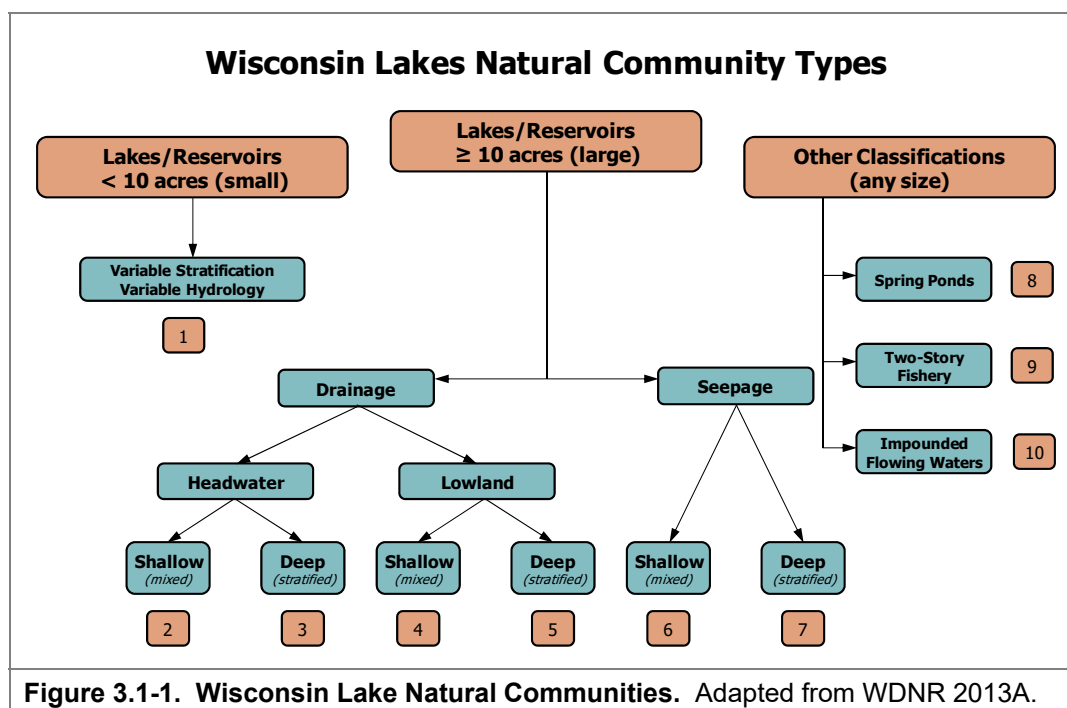 Wisconsin Lakes Natural Community Types
Lakes/Reservoirs
< 10 acres (small)
Lakes/Reservoirs
≥ 10 acres (large)
Other Classifications
(any size)
Variable Stratification
Variable Hydrology
1
Spring Ponds
8
Two-Story
Fishery
9
Impounded
Flowing Waters
10
Drainage
Seepage
Headwater
Lowland
Shallow
(mixed)
Deep
(stratified)
Shallow
(mixed)
Deep
(stratified)
Shallow
(mixed)
Deep
(stratified)
2
3
4
5
6
7
Figure 3.1-1. Wisconsin Lake Natural Communities. Adapted from WDNR 2013A.